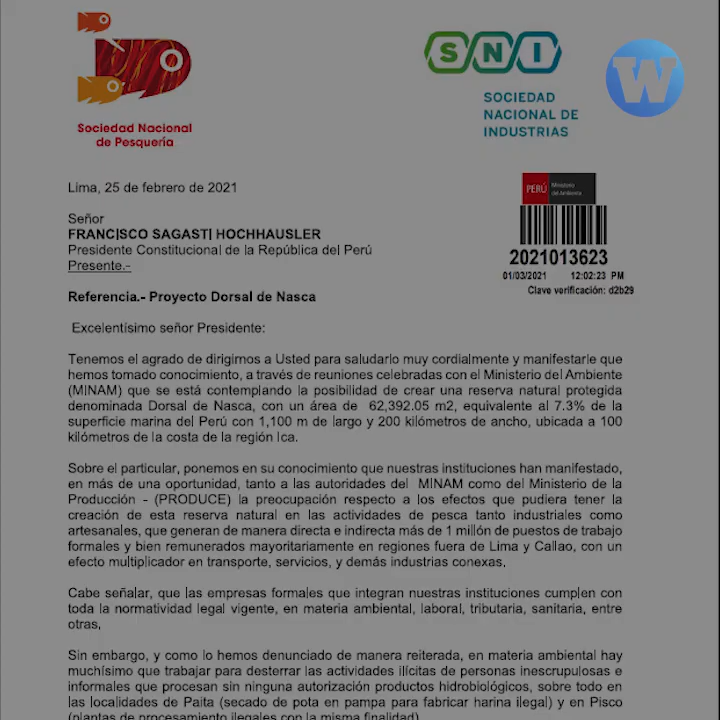 Sociedad Nacional
de Pesquería
SNI
SOCIEDAD
NACIONAL DE
INDUSTRIAS
W
Lima, 25 de febrero de 2021
PERÚ Ministerio
del Ambiente
2021013623
01/03/2021 12:02:23 PM
Clave verificación: d2b29
Señor
FRANCISCO SAGASTI HOCHHAUSLER
Presidente Constitucional de la República del Perú
Presente.-
Referencia.- Proyecto Dorsal de Nasca
Excelentísimo señor Presidente:
Tenemos el agrado de dirigirnos a Usted para saludarlo muy cordialmente y manifestarle que
hemos tomado conocimiento, a través de reuniones celebradas con el Ministerio del Ambiente
(MINAM) que se está contemplando la posibilidad de crear una reserva natural protegida
denominada Dorsal de Nasca, con un área de 62,392.05 m2, equivalente al 7.3% de la
superficie marina del Perú con 1,100 m de largo y 200 kilómetros de ancho, ubicada a 100
kilómetros de la costa de la región Ica.
Sobre el particular, ponemos en su conocimiento que nuestras instituciones han manifestado,
en más de una oportunidad, tanto a las autoridades del MINAM como del Ministerio de la
Producción - (PRODUCE) la preocupación respecto a los efectos que pudiera tener la
creación de esta reserva natural en las actividades de pesca tanto industriales como
artesanales, que generan de manera directa e indirecta más de 1 millón de puestos de trabajo
formales y bien remunerados mayoritariamente en regiones fuera de Lima y Callao, con un
efecto multiplicador en transporte, servicios, y demás industrias conexas.
Cabe señalar, que las empresas formales que integran nuestras instituciones cumplen con
toda la normatividad legal vigente, en materia ambiental, laboral, tributaria, sanitaria, entre
otras.
Sin embargo, y como lo hemos denunciado de manera reiterada, en materia ambiental hay
muchísimo que trabajar para desterrar las actividades ilícitas de personas inescrupulosas e
informales que procesan sin ninguna autorización productos hidrobiológicos, sobre todo en
las localidades de Paita (secado de pota en pampa para fabricar harina ilegal) y en Pisco
(plantas de procesamiento ilegales con la misma finalidad)